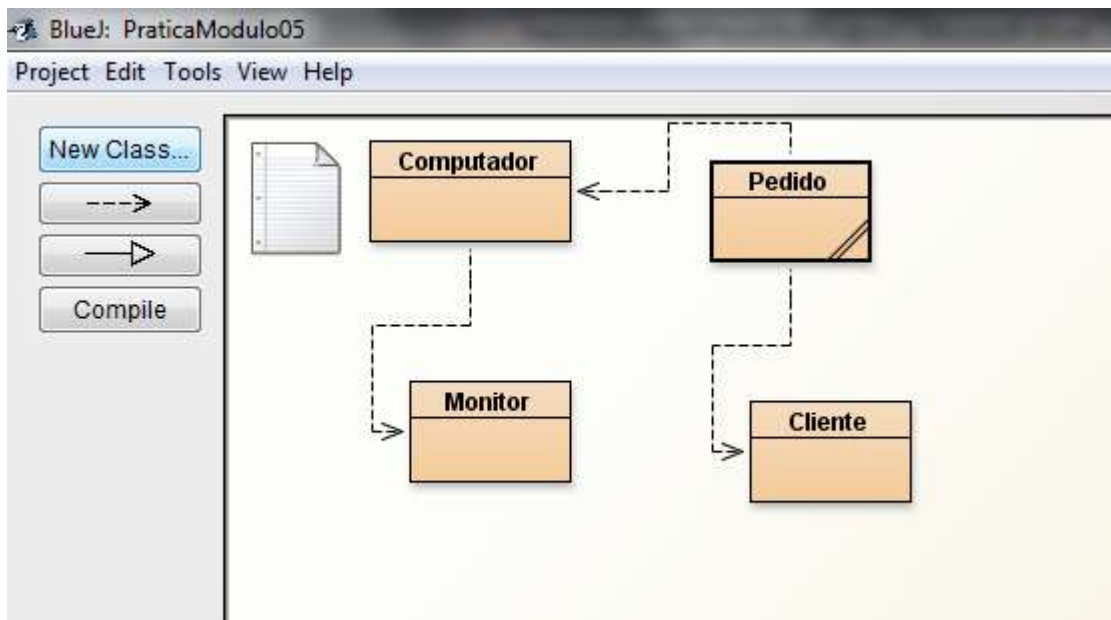 BlueJ: PraticaModulo05
Project Edit Tools View Help
New Class...
Compile
Computador
Pedido
Monitor
Cliente